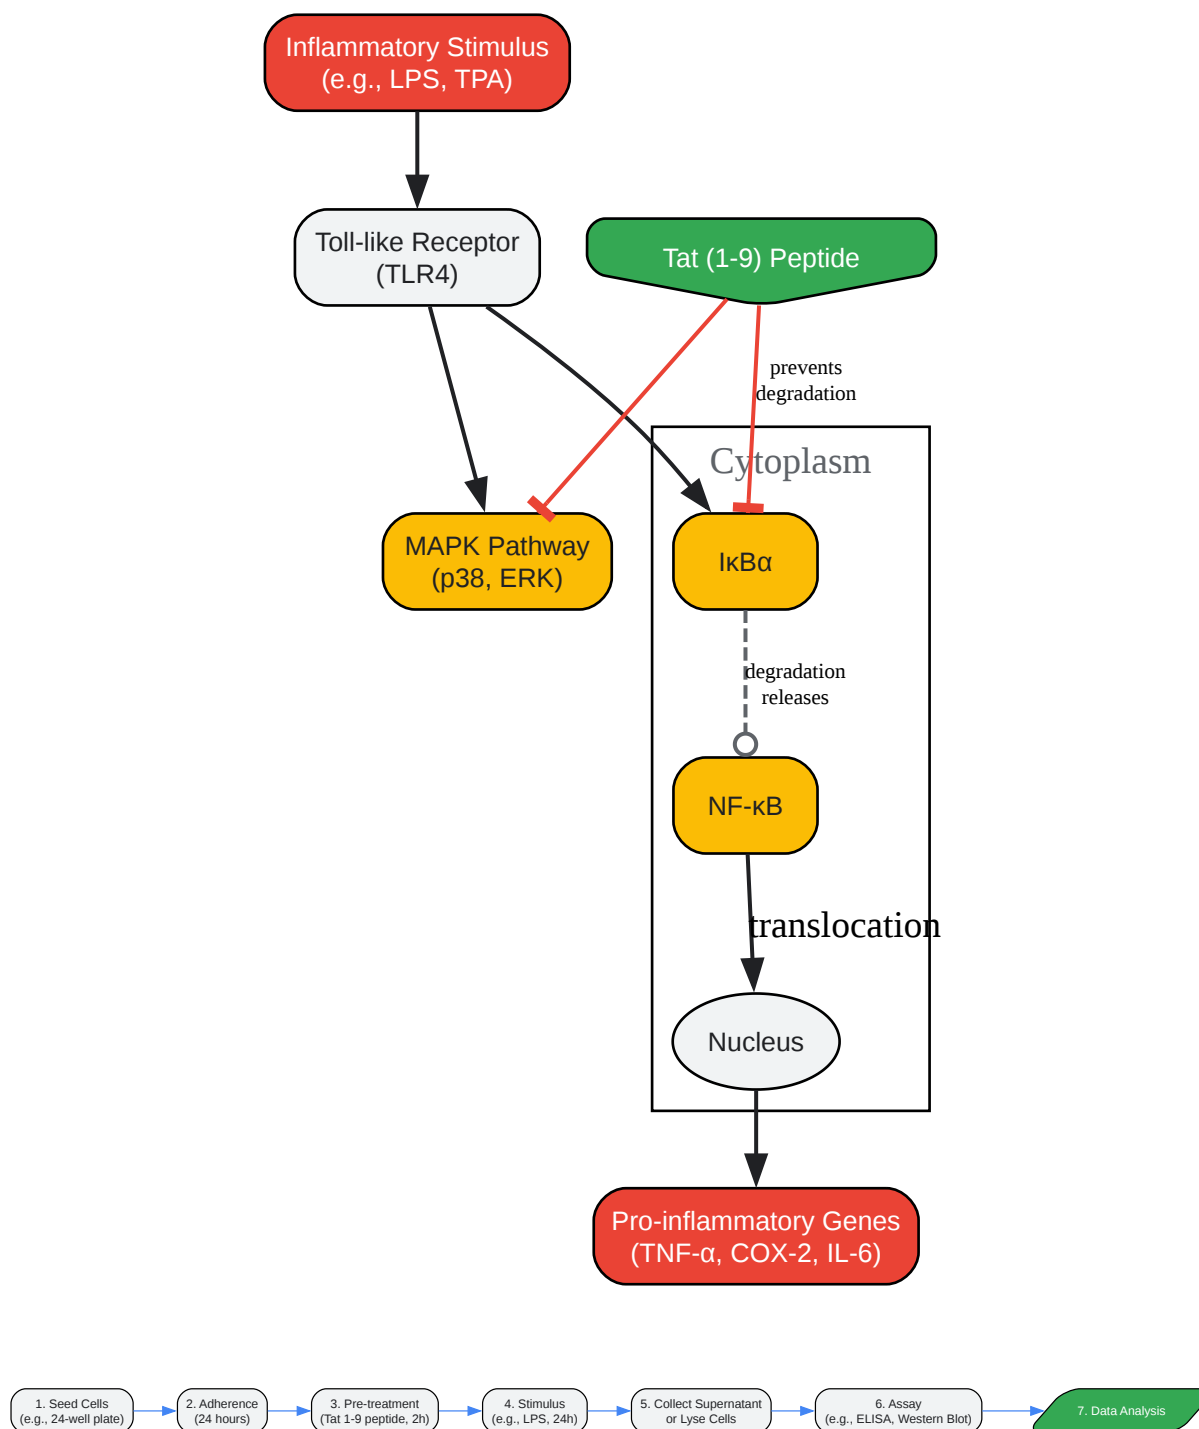 Inflammatory Stimulus
(e.g., LPS, TPA)
Toll-like Receptor
(TLR4)
Tat (1-9) Peptide
prevents
degradation
Cytoplasm
MAPK Pathway
(p38, ERK)
IκBα
degradation
releases
NF-κB
translocation
Nucleus
Pro-inflammatory Genes
(TNF-α, COX-2, IL-6)
1. Seed Cells
(e.g., 24-well plate)
2. Adherence
(24 hours)
3. Pre-treatment
(Tat 1-9 peptide, 2h)
4. Stimulus
(e.g., LPS, 24h)
5. Collect Supernatant
or Lyse Cells
6. Assay
(e.g., ELISA, Western Blot)
7. Data Analysis